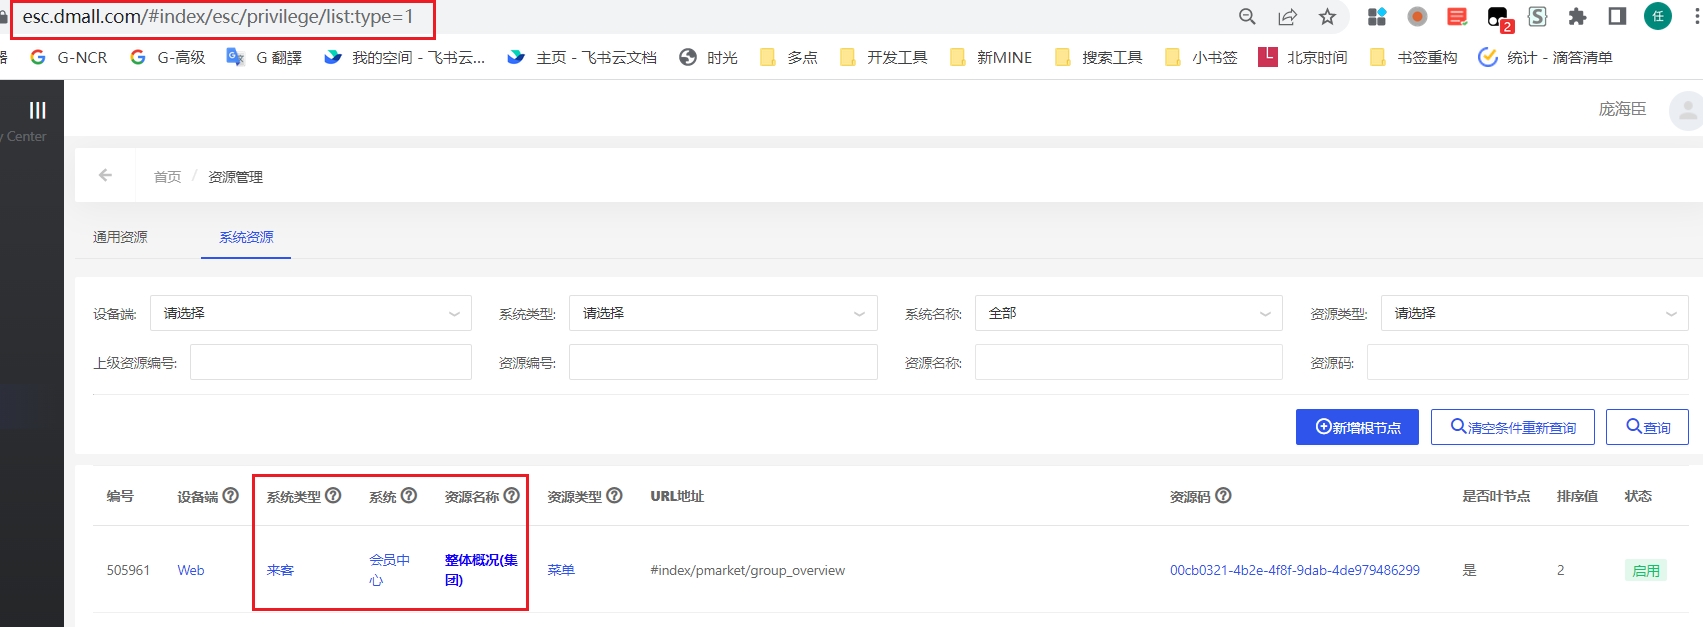 esc.dmall.com/#index/esc/privilege/list:type=1
2
任
器 G-NCR G-高级 G 翻譯 我的空间 - 飞书云... 主页 - 飞书云文档 时光 多点 开发工具 新MINE 搜索工具 小书签 北京时间 书签重构 统计 - 滴答清单
y Center
庞海臣
首页 / 资源管理
通用资源 系统资源
设备端: 请选择 系统类型: 请选择 系统名称: 全部 资源类型: 请选择
上级资源编号: 资源编号: 资源名称: 资源码:
新增根节点 清空条件重新查询 查询
编号 设备端 系统类型 系统 资源名称 资源类型 URL地址 资源码 是否叶节点 排序值 状态
505961 Web 来客 会员中心 整体概况(集团) 菜单 #index/pmarket/group_overview 00cb0321-4b2e-4f8f-9dab-4de979486299 是 2 启用